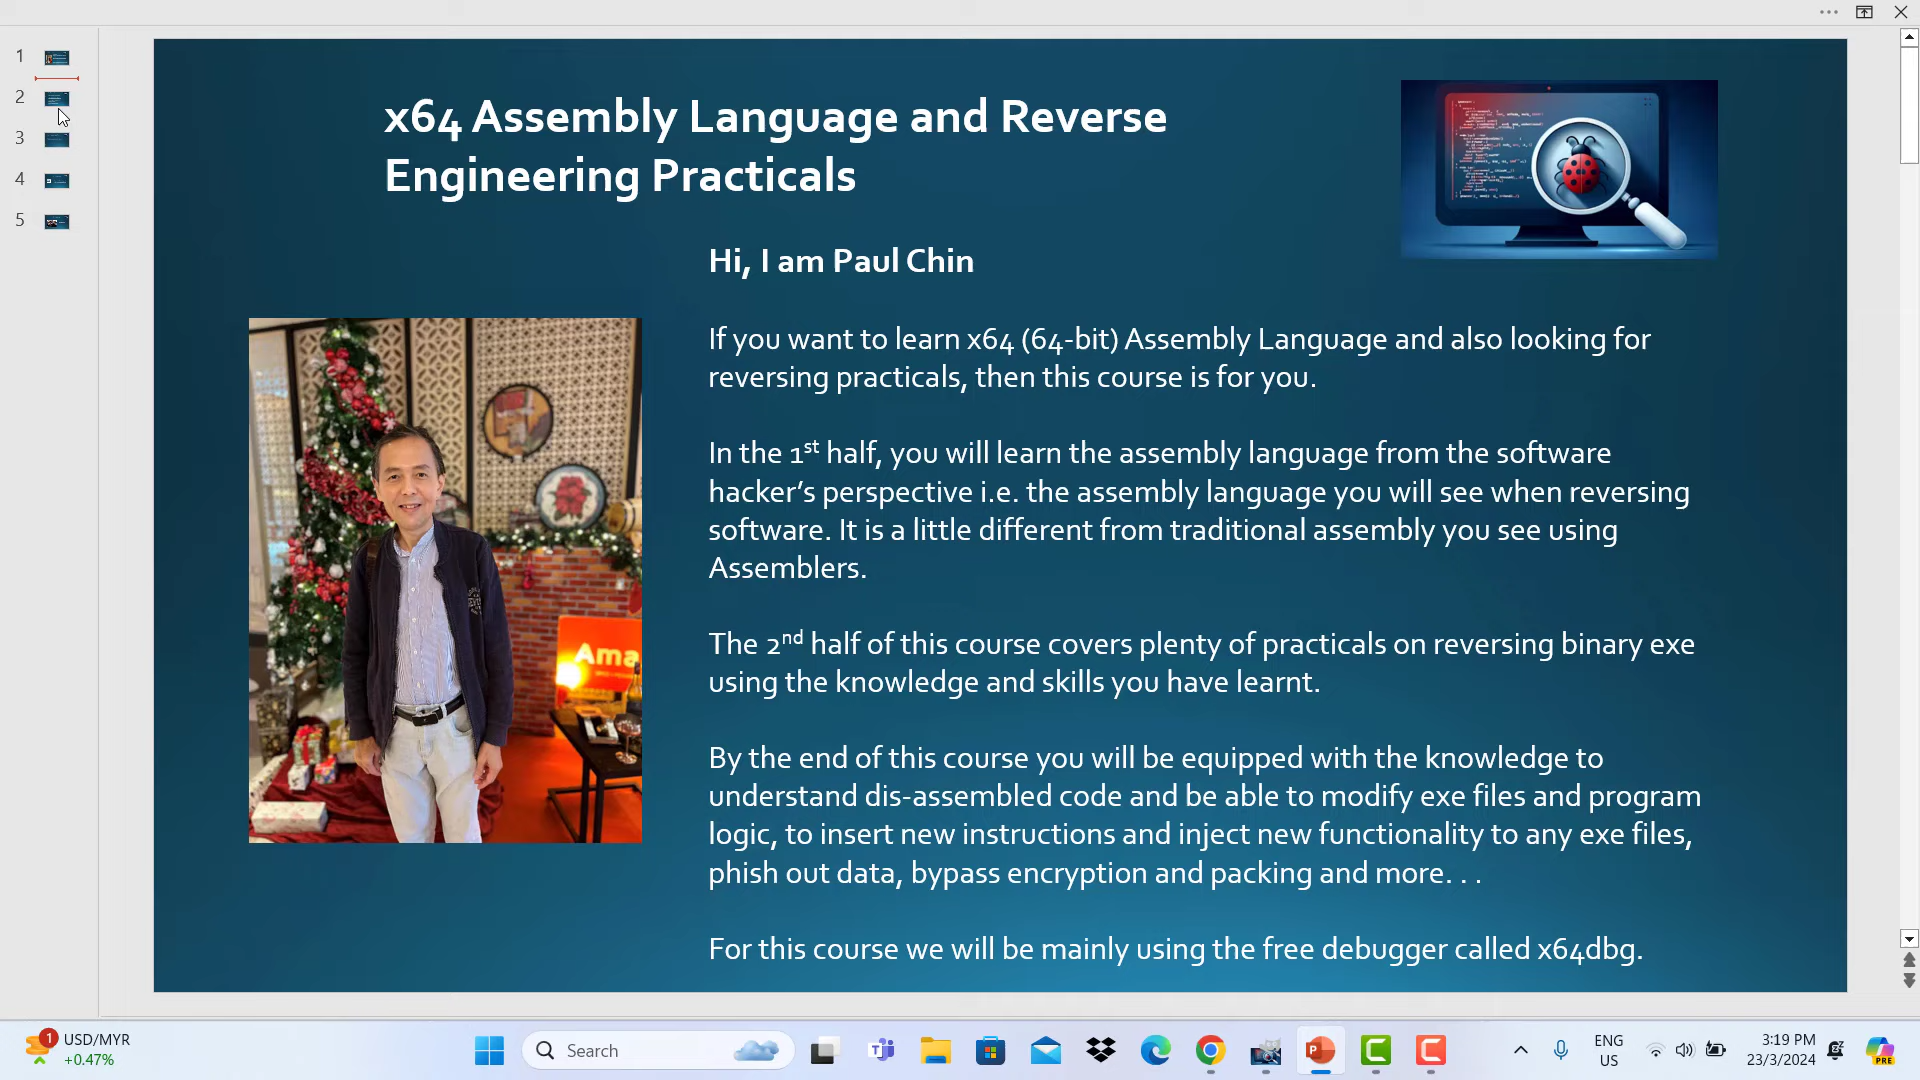 1
2
3
4
5
x64 Assembly Language and Reverse
Engineering Practicals
Hi, I am Paul Chin
If you want to learn x64 (64-bit) Assembly Language and also looking for
reversing practicals, then this course is for you.
In the 1st half, you will learn the assembly language from the software
hacker’s perspective i.e. the assembly language you will see when reversing
software. It is a little different from traditional assembly you see using
Assemblers.
The 2nd half of this course covers plenty of practicals on reversing binary exe
using the knowledge and skills you have learnt.
By the end of this course you will be equipped with the knowledge to
understand dis-assembled code and be able to modify exe files and program
logic, to insert new instructions and inject new functionality to any exe files,
phish out data, bypass encryption and packing and more. . .
For this course we will be mainly using the free debugger called x64dbg.
Ama
1
USD/MYR
+0.47%
Search
ENG
US
3:19 PM
23/3/2024
PRE